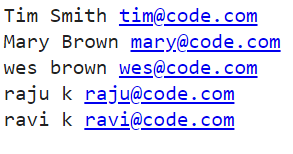 Tim Smith tim@code.com
Mary Brown mary@code.com
wes brown wes@code.com
raju k raju@code.com
ravi k ravi@code.com